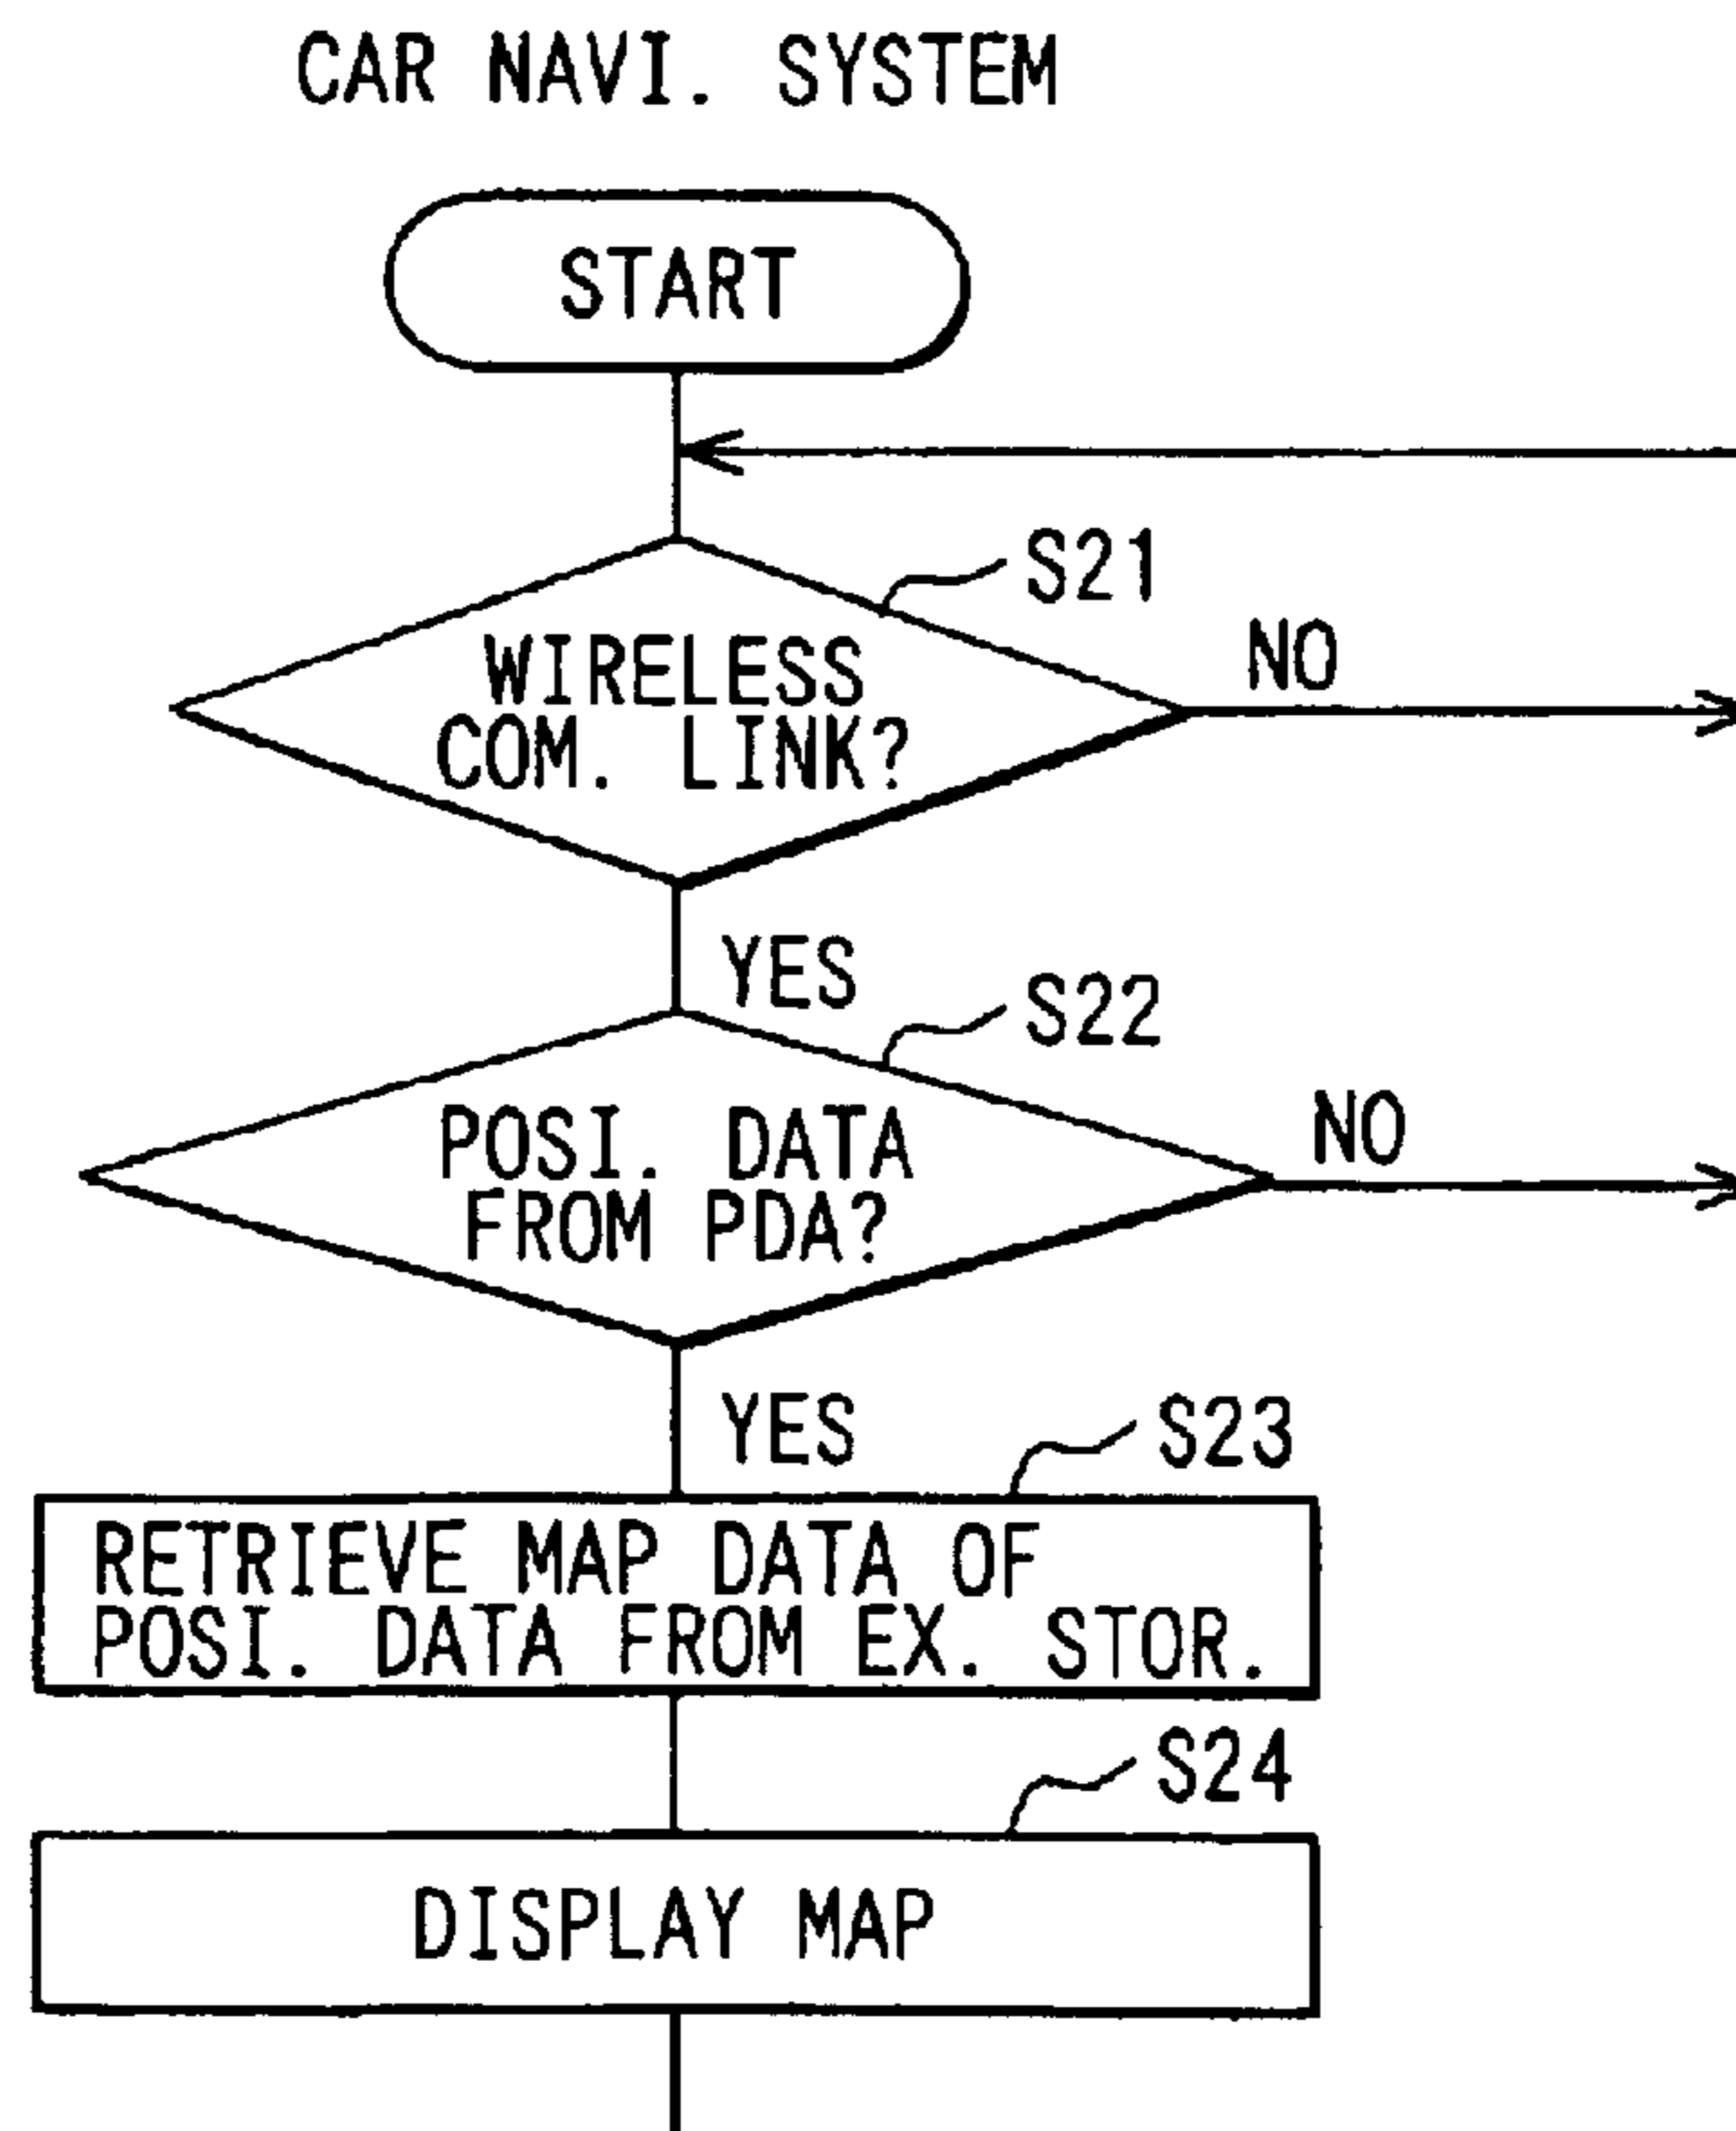 CAR NAVI. SYSTEM
START
S21
WIRELESS
COM. LINK?
NO
YES
S22
POSI. DATA
FROM PDA?
NO
YES
S23
RETRIEVE MAP DATA OF
POSI. DATA FROM EX. STOR.
S24
DISPLAY MAP